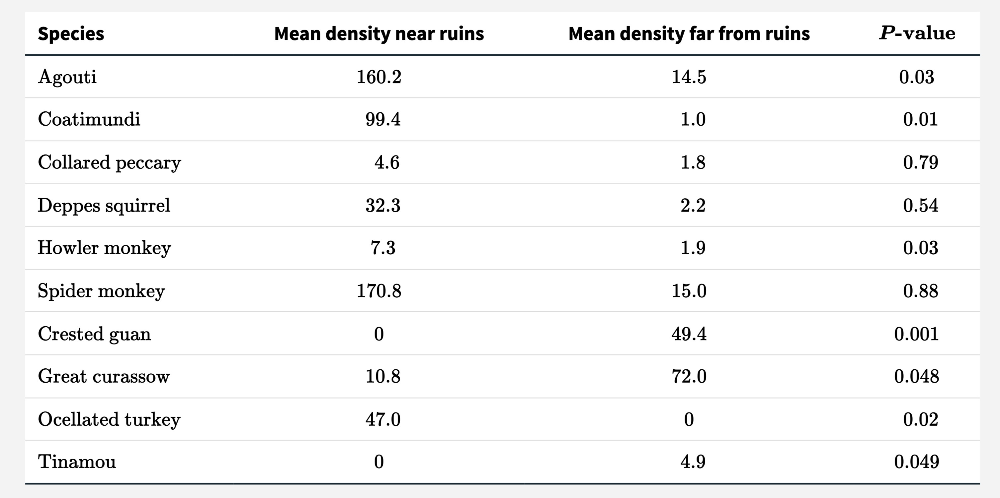 Species Mean density near ruins Mean density far from ruins P-value
Agouti 160.2 14.5 0.03
Coatimundi 99.4 1.0 0.01
Collared peccary 4.6 1.8 0.79
Deppes squirrel 32.3 2.2 0.54
Howler monkey 7.3 1.9 0.03
Spider monkey 170.8 15.0 0.88
Crested guan 0 49.4 0.001
Great curassow 10.8 72.0 0.048
Ocellated turkey 47.0 0 0.02
Tinamou 0 4.9 0.049